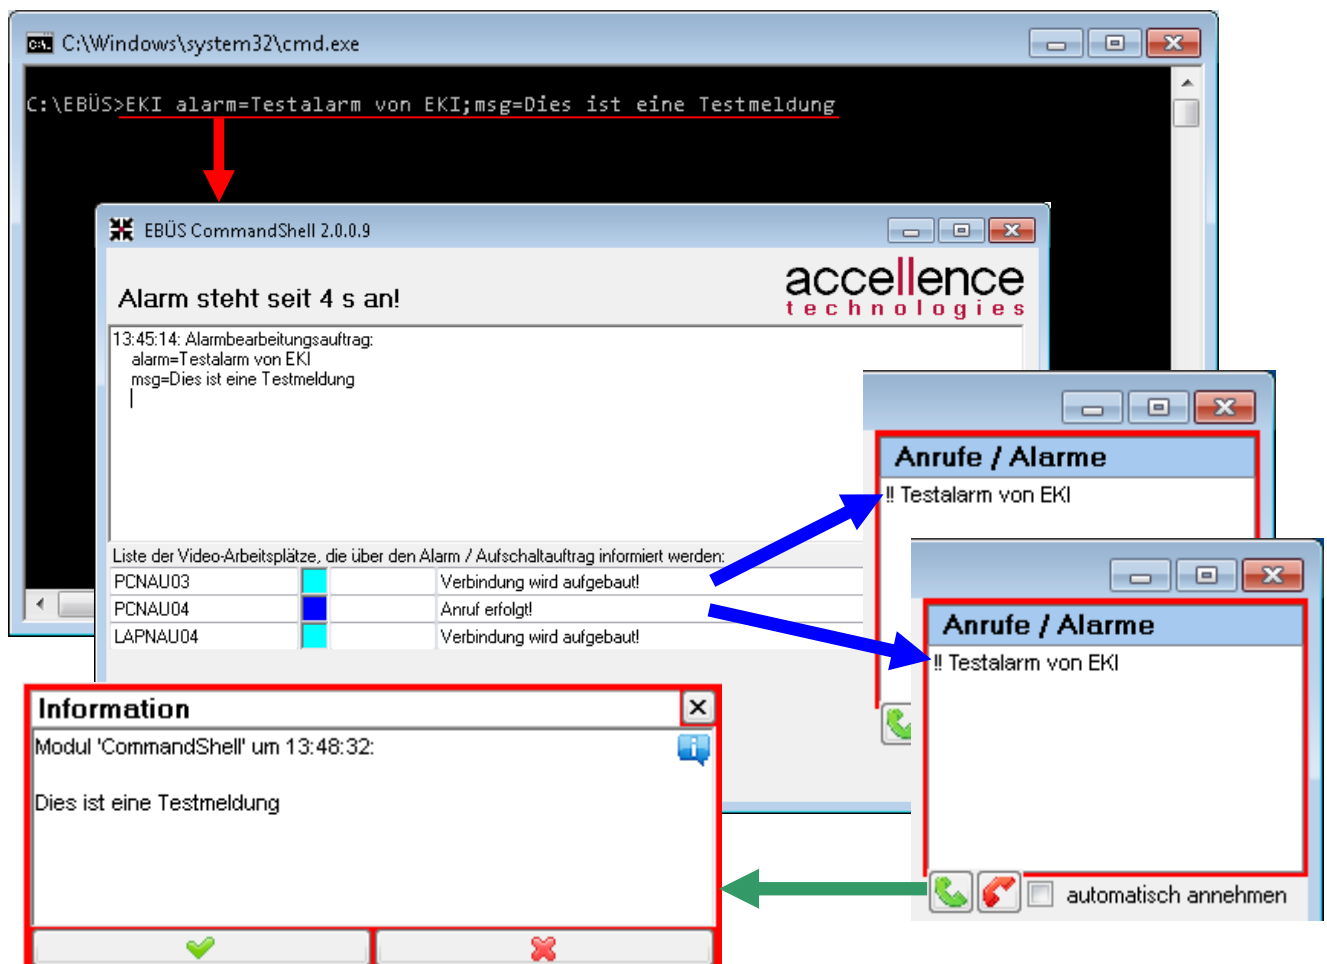 C:\Windows\system32\cmd.exe
C:\EBÜS>EKI alarm=Testalarm von EKI;msg=Dies ist eine Testmeldung
EBÜS CommandShell 2.0.0.9
Alarm steht seit 4 s an!
accellence
technologies
13:45:14: Alarmbearbeitungsauftrag:
alarm=Testalarm von EKI
msg=Dies ist eine Testmeldung
Liste der Video-Arbeitsplätze, die über den Alarm / Aufschaltauftrag informiert werden:
PCNAU03 Verbindung wird aufgebaut!
PCNAU04 Anruf erfolgt!
LAPNAU04 Verbindung wird aufgebaut!
Anrufe / Alarme
!! Testalarm von EKI
Anrufe / Alarme
!! Testalarm von EKI
automatisch annehmen
Information
Modul 'CommandShell' um 13:48:32:
Dies ist eine Testmeldung